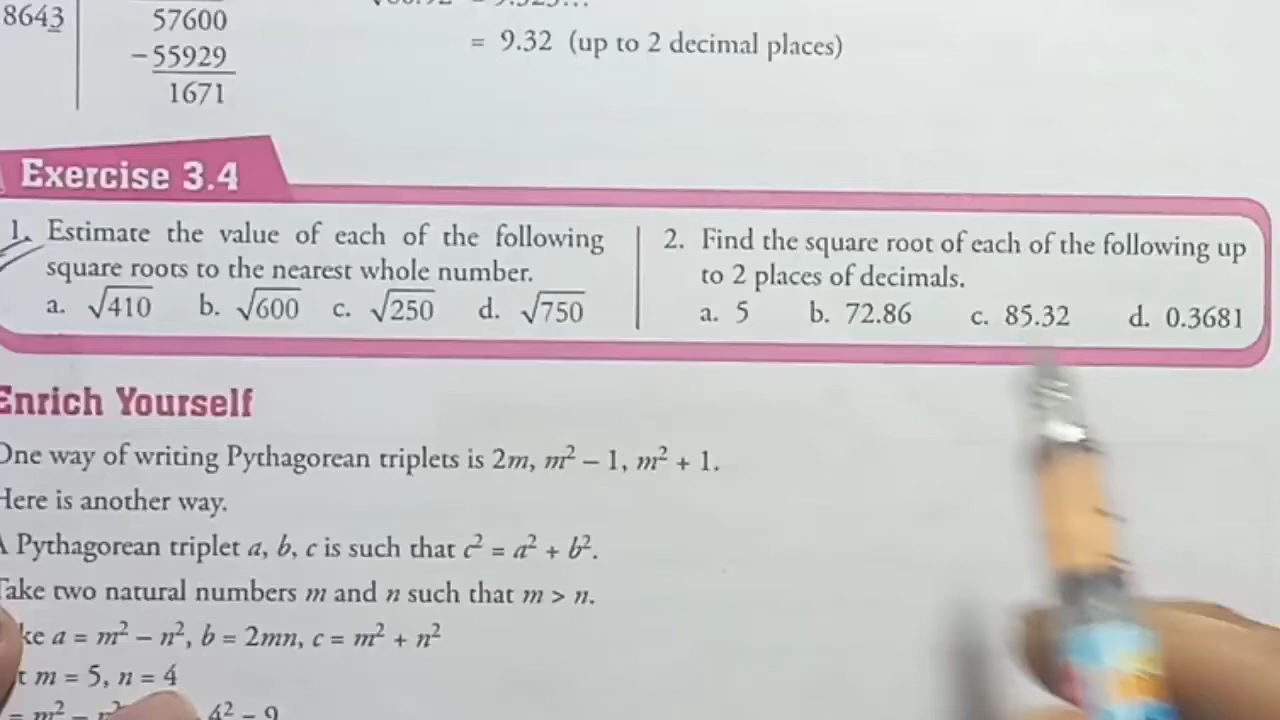 8643 57600
−55929
1671
= 9.32 (up to 2 decimal places)
Exercise 3.4
1. Estimate the value of each of the following
square roots to the nearest whole number.
a. √410 b. √600 c. √250 d. √750
2. Find the square root of each of the following up
to 2 places of decimals.
a. 5 b. 72.86 c. 85.32 d. 0.3681
Enrich Yourself
One way of writing Pythagorean triplets is 2m, m² − 1, m² + 1.
Here is another way.
A Pythagorean triplet a, b, c is such that c² = a² + b².
Take two natural numbers m and n such that m > n.
a = m² − n², b = 2mn, c = m² + n²
m = 5, n = 4
= m² − 4² = 9